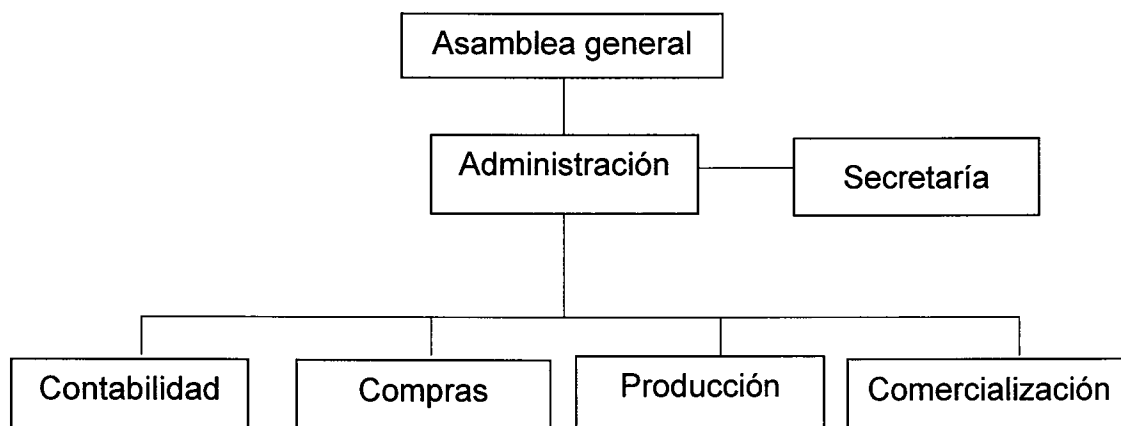 Asamblea general
Administración
Secretaría
Contabilidad
Compras
Producción
Comercialización